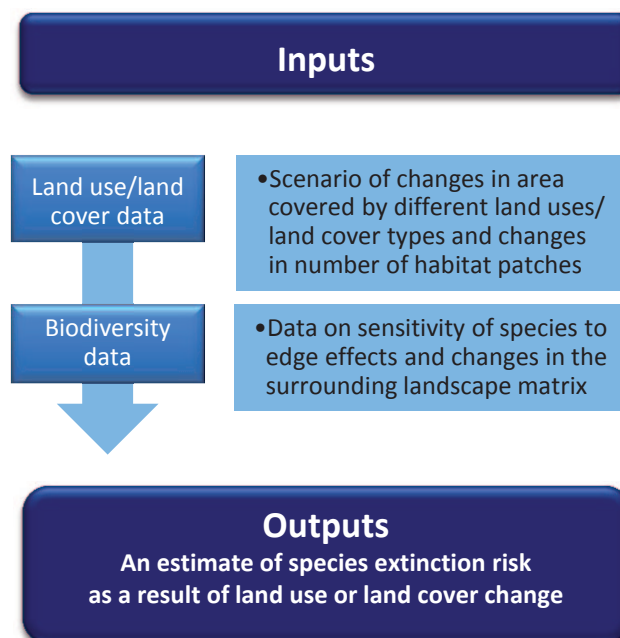 Inputs
Land use/land
cover data
•Scenario of changes in area
covered by different land uses/
land cover types and changes
in number of habitat patches
Biodiversity
data
•Data on sensitivity of species to
edge effects and changes in the
surrounding landscape matrix
Outputs
An estimate of species extinction risk
as a result of land use or land cover change